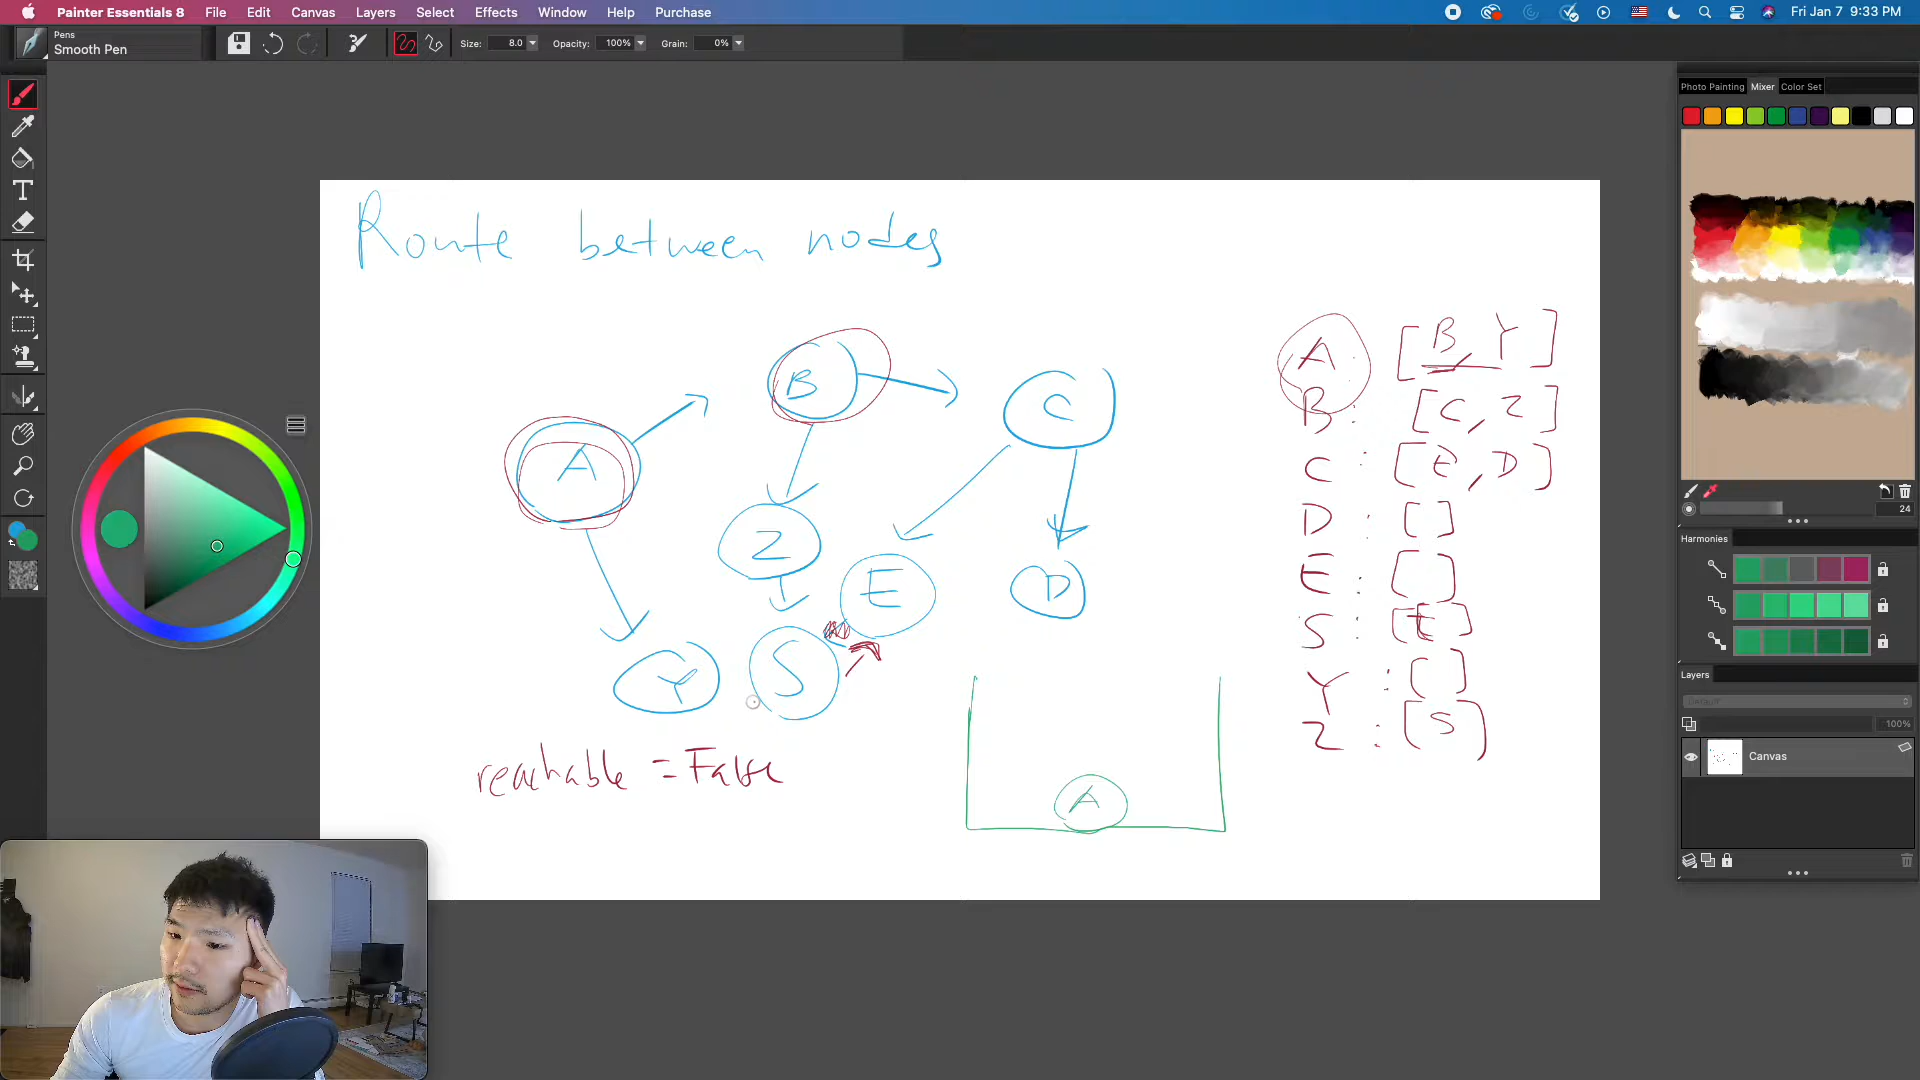 Painter Essentials 8 File Edit Canvas Layers Select Effects Window Help Purchase Fri Jan 7 9:33 PM
Pens
Smooth Pen
Size: 8.0 Opacity: 100% Grain: 0%
Photo Painting Mixer Color Set
Route between nodes
A
B
C
Z
E
D
Y
S
reachable = False
A
A : [B, Y]
B : [C, Z]
C : [E, D]
D : []
E : []
S : [E]
Y : []
Z : [S]
24
Harmonies
Layers
100%
Canvas